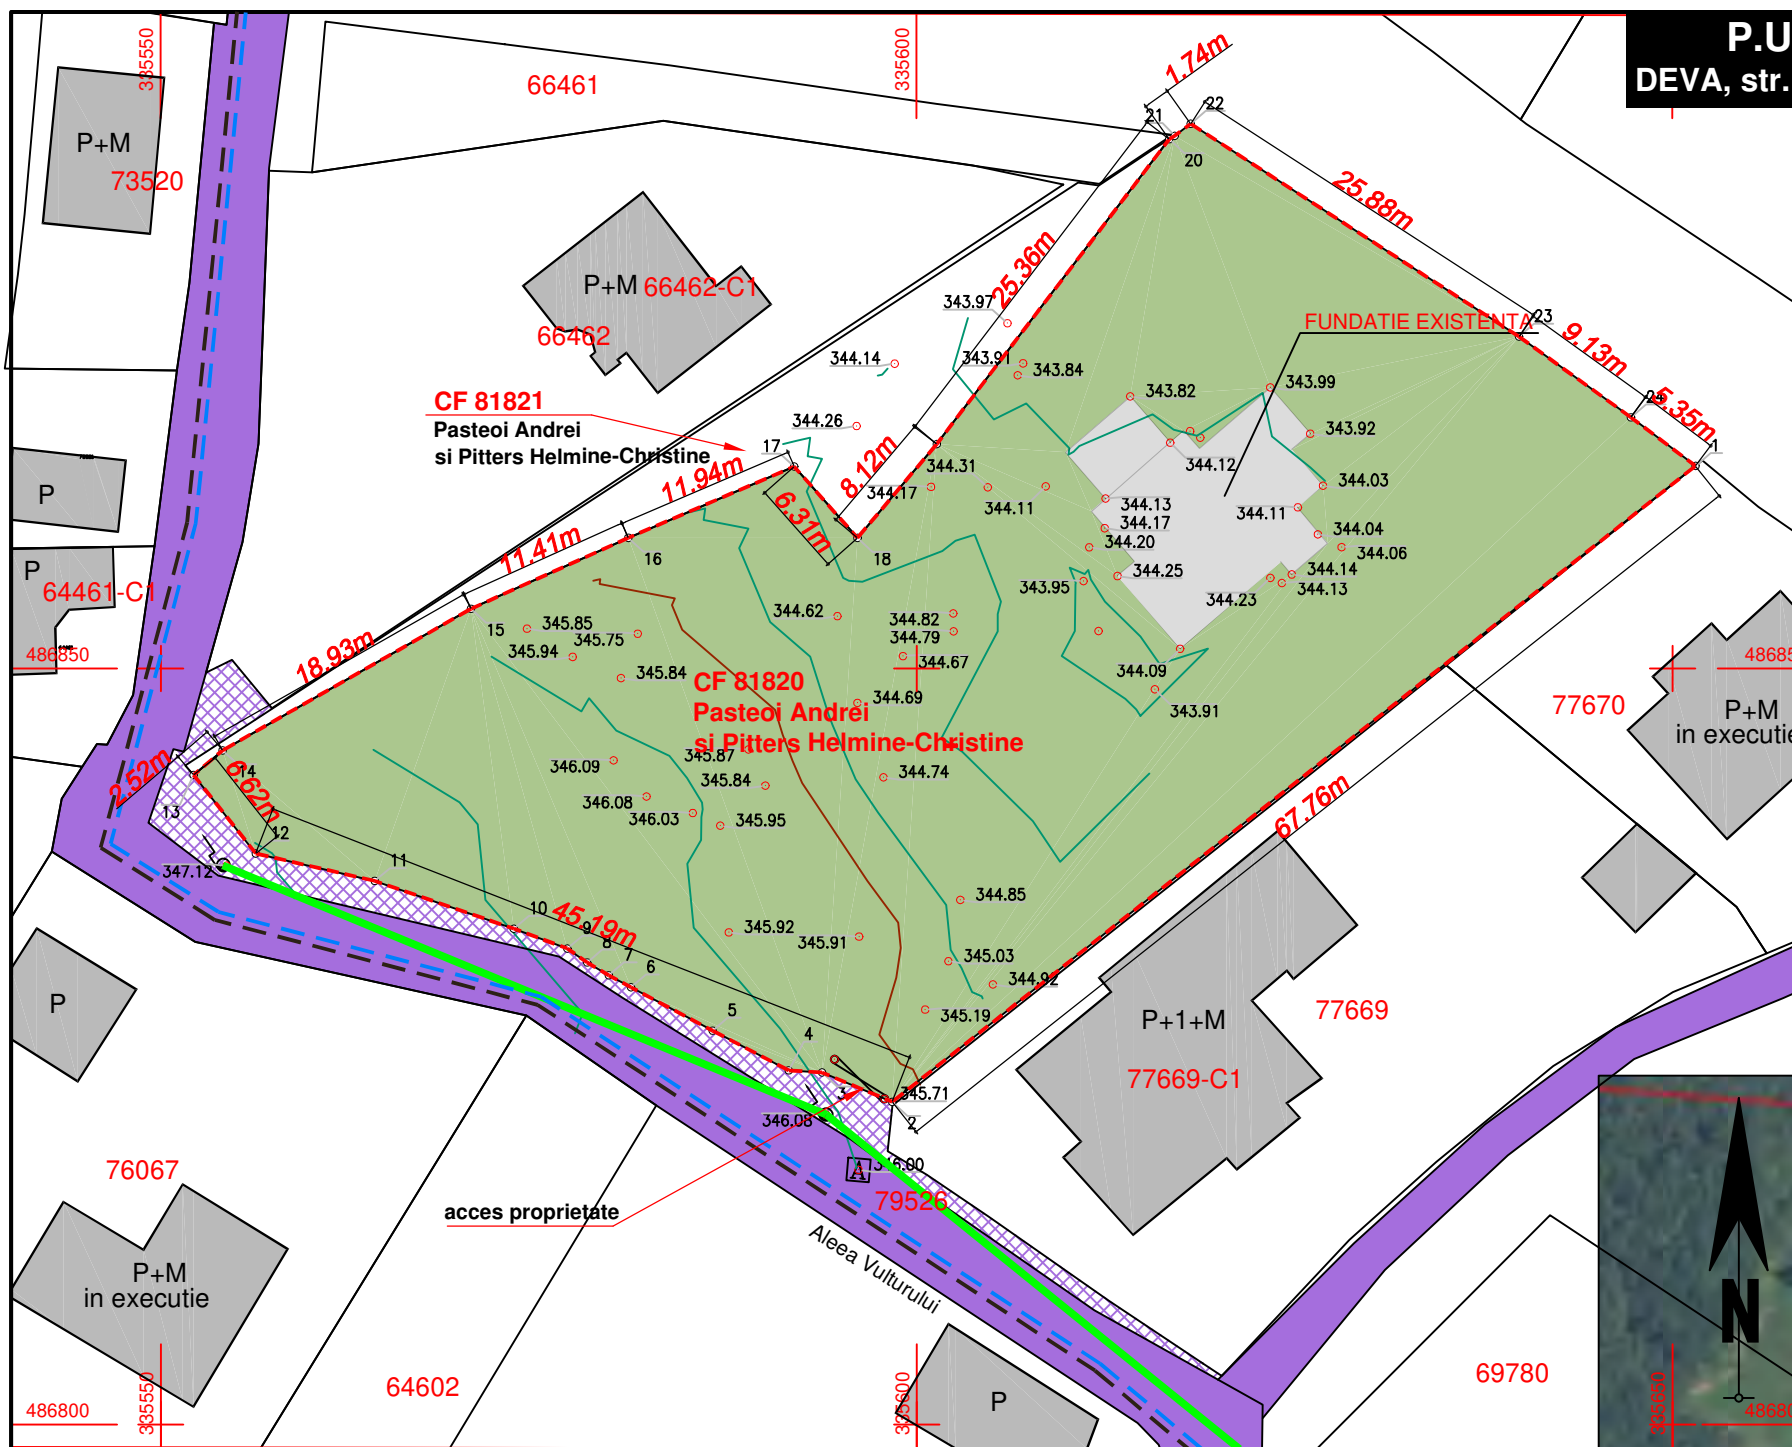 P.U
DEVA, str.
335550
335600
66461
1.74m
21
22
20
P+M
73520
25.88m
25.36m
P+M 66462-C1
66462
343.97
FUNDATIE EXISTENTA
23
9.13m
344.14
343.91
343.84
343.82
343.99
24
5.35m
CF 81821
Pasteoi Andrei
si Pitters Helmine-Christine
344.26
343.92
17
1
8.12m
344.31
344.12
11.94m
344.17
344.11
344.03
P
6.31m
344.13
344.17
344.11
344.20
344.04
344.06
11.41m
16
18
P
64461-C1
344.25
344.14
343.95
344.13
344.23
344.62
344.82
15
345.85
345.75
344.79
345.94
344.67
18.93m
486850
345.84
344.09
CF 81820
Pasteoi Andrei
si Pitters Helmine-Christine
344.69
343.91
77670
P+M
in executie
345.87
2.52m
14
6.62m
346.09
345.84
344.74
13
346.08
346.03
345.95
67.76m
12
11
347.12
344.85
10
45.19m
345.92
345.91
9
8
7
6
345.03
344.92
5
345.19
4
P
P+1+M
77669
77669-C1
3
345.71
346.08
2
76067
A
79526
acces proprietate
Aleea Vulturului
P+M
in executie
64602
P
69780
N
486800
335550
335600
335650